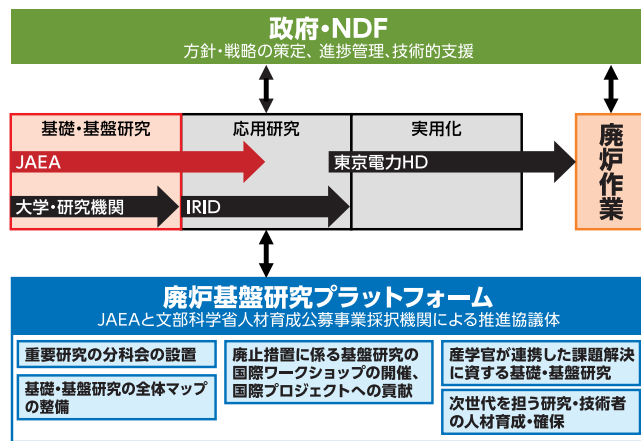 政府・NDF
方針・戦略の策定、進捗管理、技術的支援
基礎・基盤研究
応用研究
実用化
JAEA
東京電力HD
大学・研究機関
IRID
廃炉作業
廃炉基盤研究プラットフォーム
JAEAと文部科学省人材育成公募事業採択機関による推進協議体
重要研究の分科会の設置
基礎・基盤研究の全体マップ
の整備
廃止措置に係る基盤研究の
国際ワークショップの開催、
国際プロジェクトへの貢献
産学官が連携した課題解決
に資する基礎・基盤研究
次世代を担う研究・技術者
の人材育成・確保